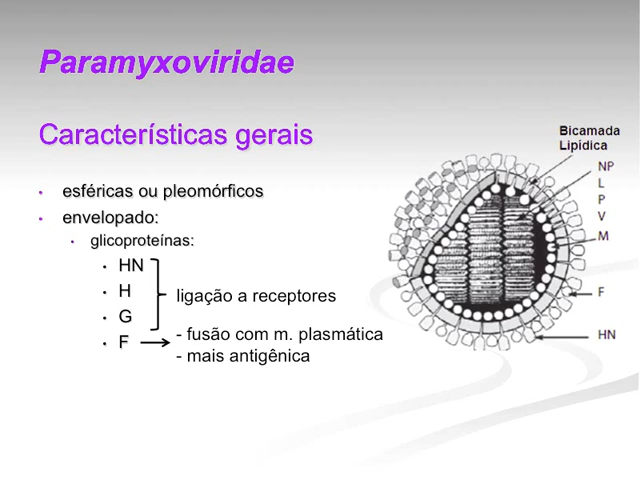 Paramyxoviridae
Características gerais
• esféricas ou pleomórficos
• envelopado:
• glicoproteínas:
• HN
• H
• G
• F
ligação a receptores
- fusão com m. plasmática
- mais antigênica
Bicamada
Lipídica
NP
L
P
V
M
F
HN